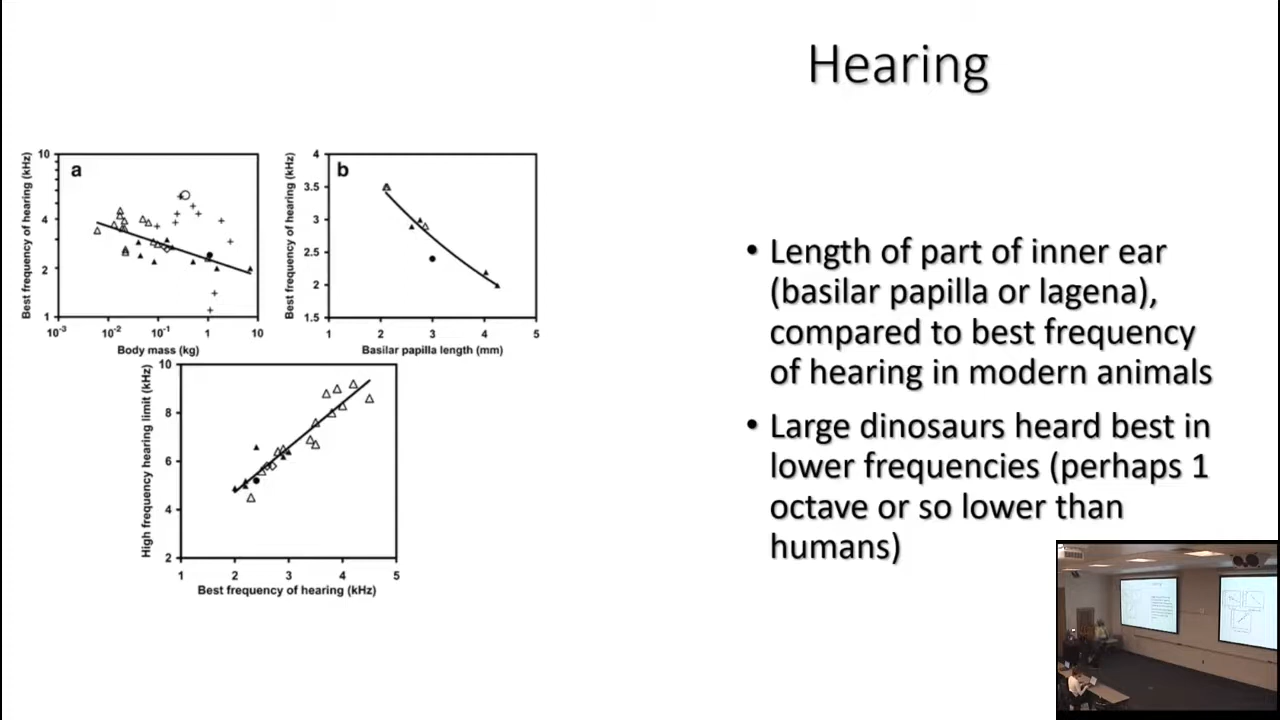 Hearing
a
Best frequency of hearing (kHz)
10
4
2
1
10-3
10-2
10-1
1
10
Body mass (kg)
b
Best frequency of hearing (kHz)
4
3.5
3
2.5
2
1.5
1
2
3
4
5
Basilar papilla length (mm)
High frequency hearing limit (kHz)
10
8
6
4
2
1
2
3
4
5
Best frequency of hearing (kHz)
• Length of part of inner ear
(basilar papilla or lagena),
compared to best frequency
of hearing in modern animals
• Large dinosaurs heard best in
lower frequencies (perhaps 1
octave or so lower than
humans)